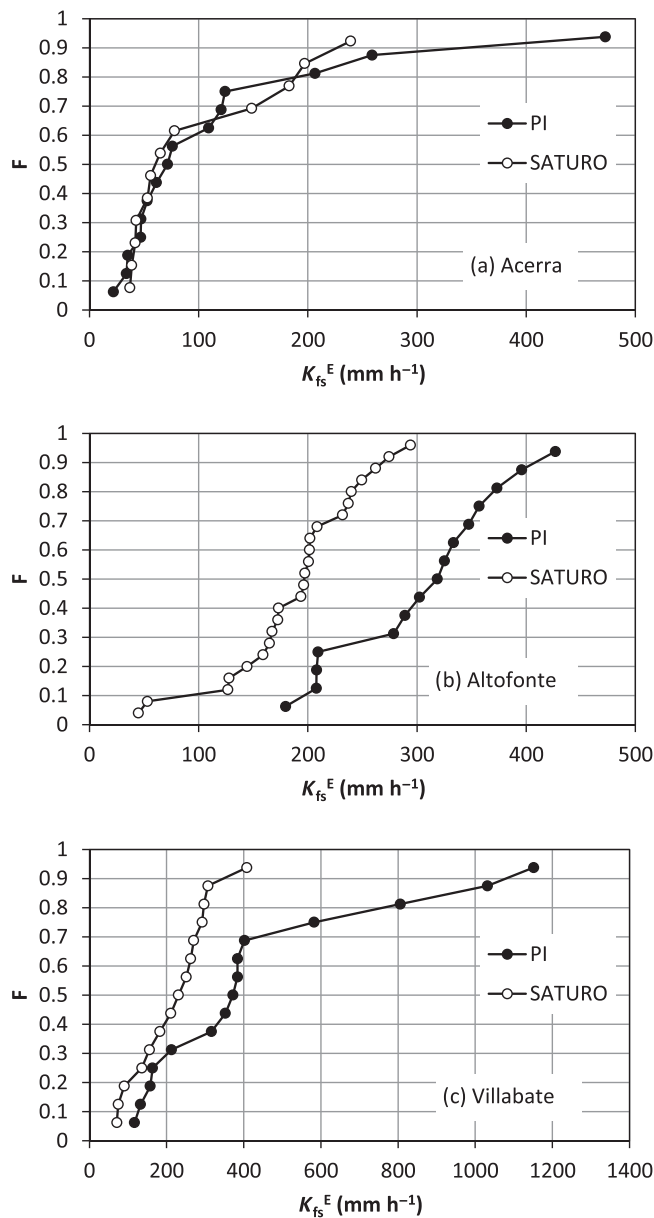 1
0.9
0.8
0.7
0.6
0.5
0.4
0.3
0.2
0.1
0
F
PI
SATURO
(a) Acerra
0 100 200 300 400 500
Kfs^E (mm h⁻¹)
1
0.9
0.8
0.7
0.6
0.5
0.4
0.3
0.2
0.1
0
F
PI
SATURO
(b) Altofonte
0 100 200 300 400 500
Kfs^E (mm h⁻¹)
1
0.9
0.8
0.7
0.6
0.5
0.4
0.3
0.2
0.1
0
F
PI
SATURO
(c) Villabate
0 200 400 600 800 1000 1200 1400
Kfs^E (mm h⁻¹)